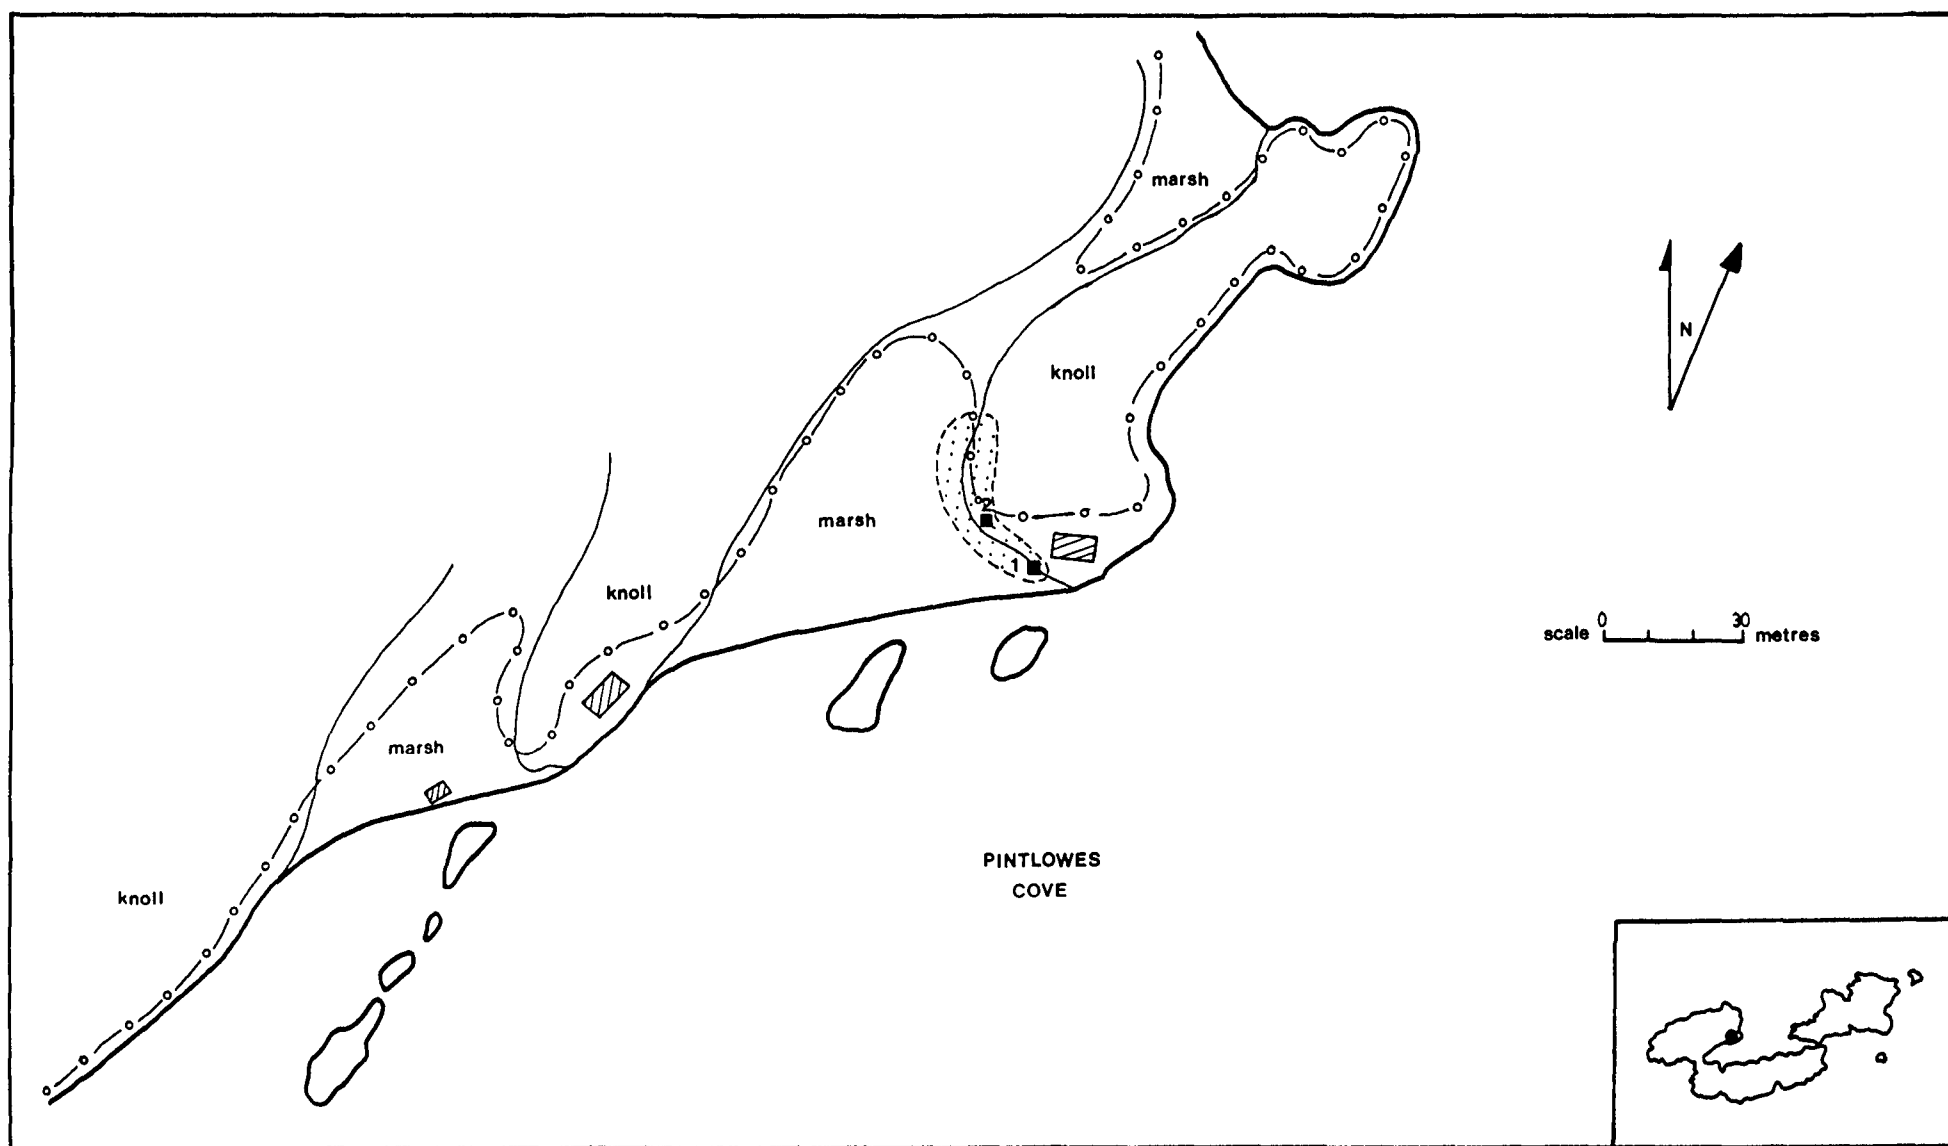 marsh
N
knoll
marsh
2
1
knoll
0 30
scale metres
marsh
PINTLOWES
COVE
knoll